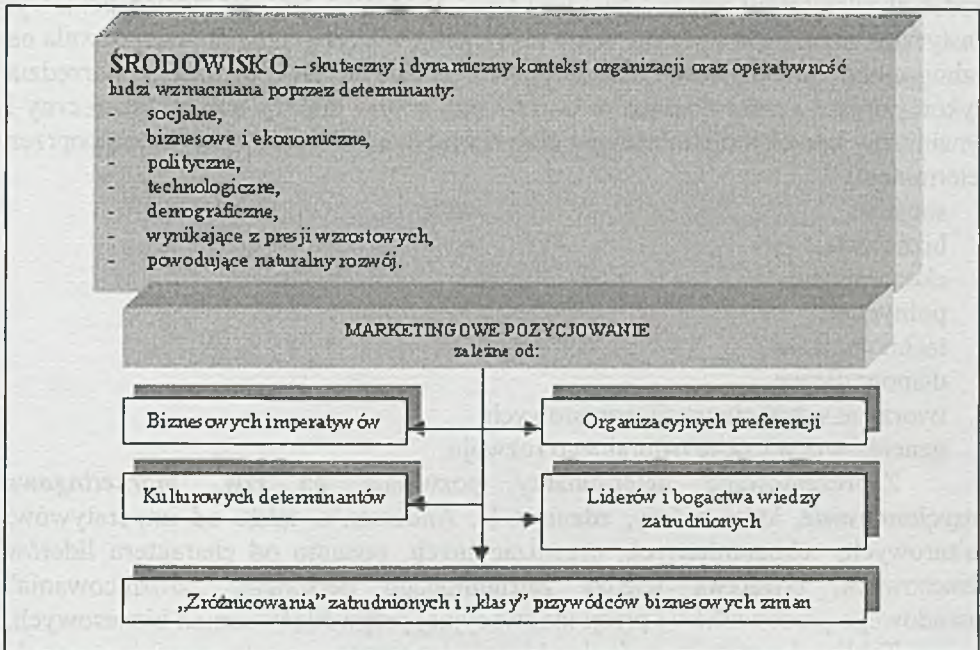 ŚRODOWISKO – skuteczny i dynamiczny kontekst organizacji oraz operatywność
ludzi wzmacniana poprzez determinanty:
- socjalne,
- biznesowe i ekonomiczne,
- polityczne,
- technologiczne,
- demograficzne,
- wynikające z presji wzrostowych,
- powodujące naturalny rozwój.
MARKETINGOWE POZYCJOWANIE
zależne od:
Biznesowych imperatywów
Organizacyjnych preferencji
Kulturowych determinantów
Liderów i bogactwa wiedzy
zatrudnionych
„Zróżnicowania” zatrudnionych i „klasy” przywódców biznesowych zmian